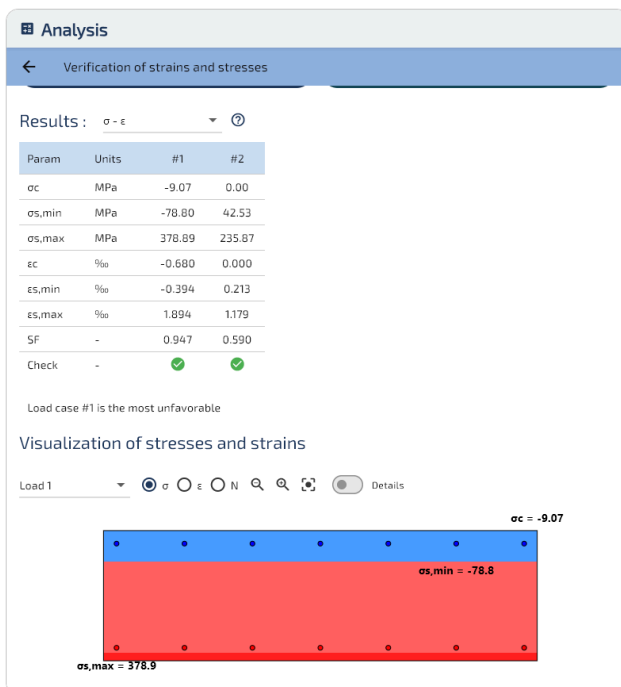 Analysis
Verification of strains and stresses
Results : σ - ε
Param Units #1 #2
σc MPa -9.07 0.00
σs,min MPa -78.80 42.53
σs,max MPa 378.89 235.87
εc ‰ -0.680 0.000
εs,min ‰ -0.394 0.213
εs,max ‰ 1.894 1.179
SF - 0.947 0.590
Check -
Load case #1 is the most unfavorable
Visualization of stresses and strains
Load 1 σ ε N Details
σc = -9.07
σs,min = -78.8
σs,max = 378.9